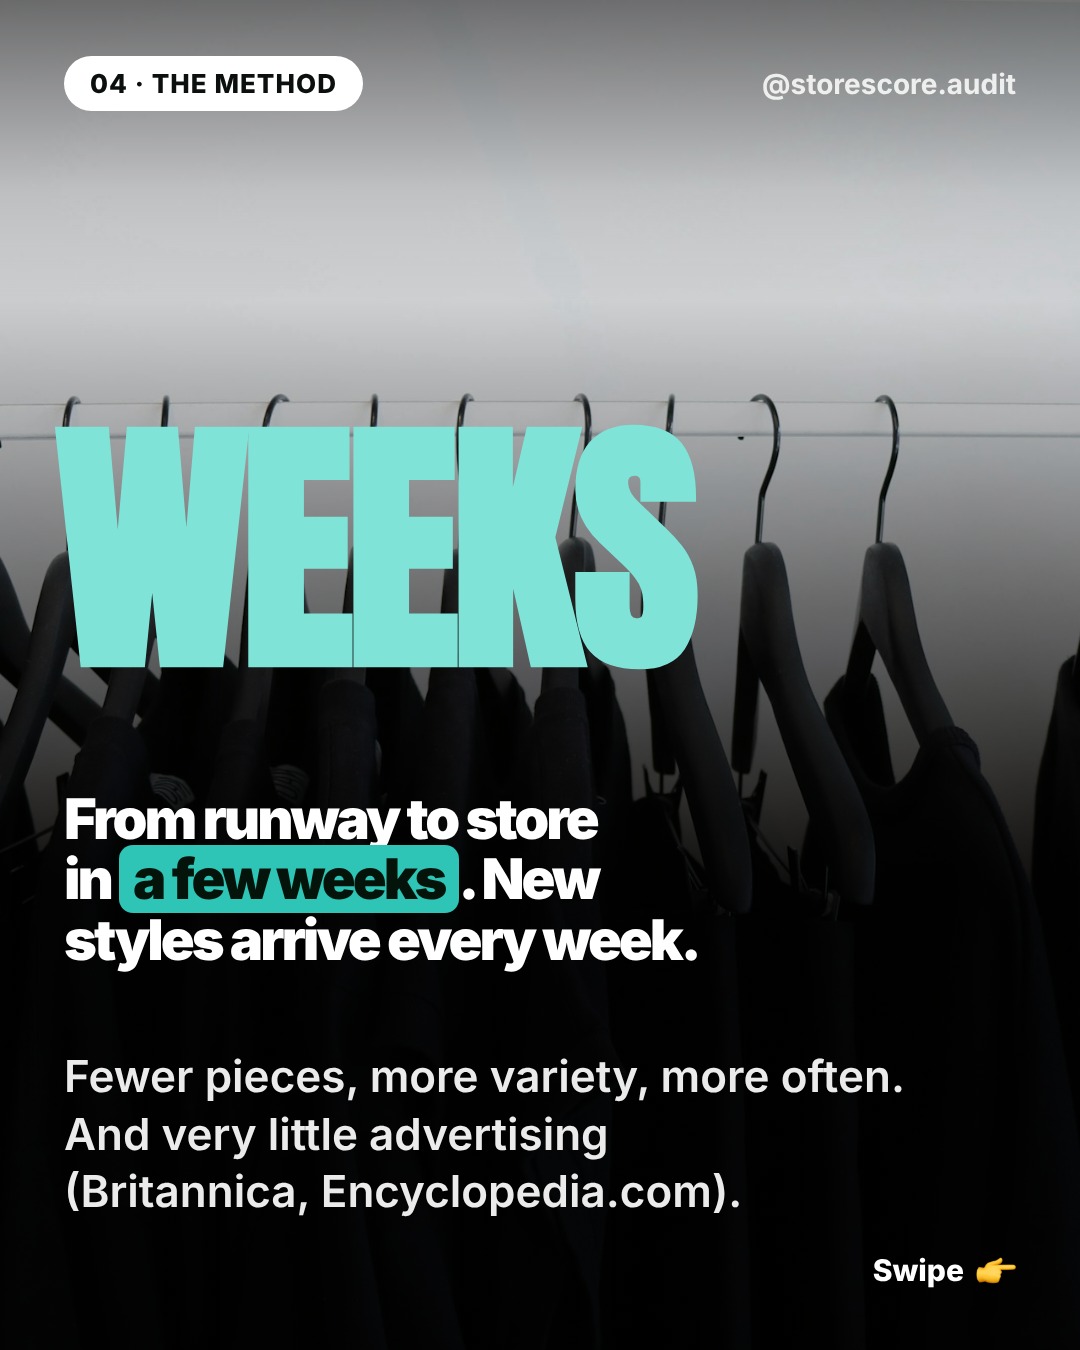 04 · THE METHOD
@storescore.audit
WEEKS
From runway to store
in a few weeks. New
styles arrive every week.
Fewer pieces, more variety, more often.
And very little advertising
(Britannica, Encyclopedia.com).
Swipe 👉